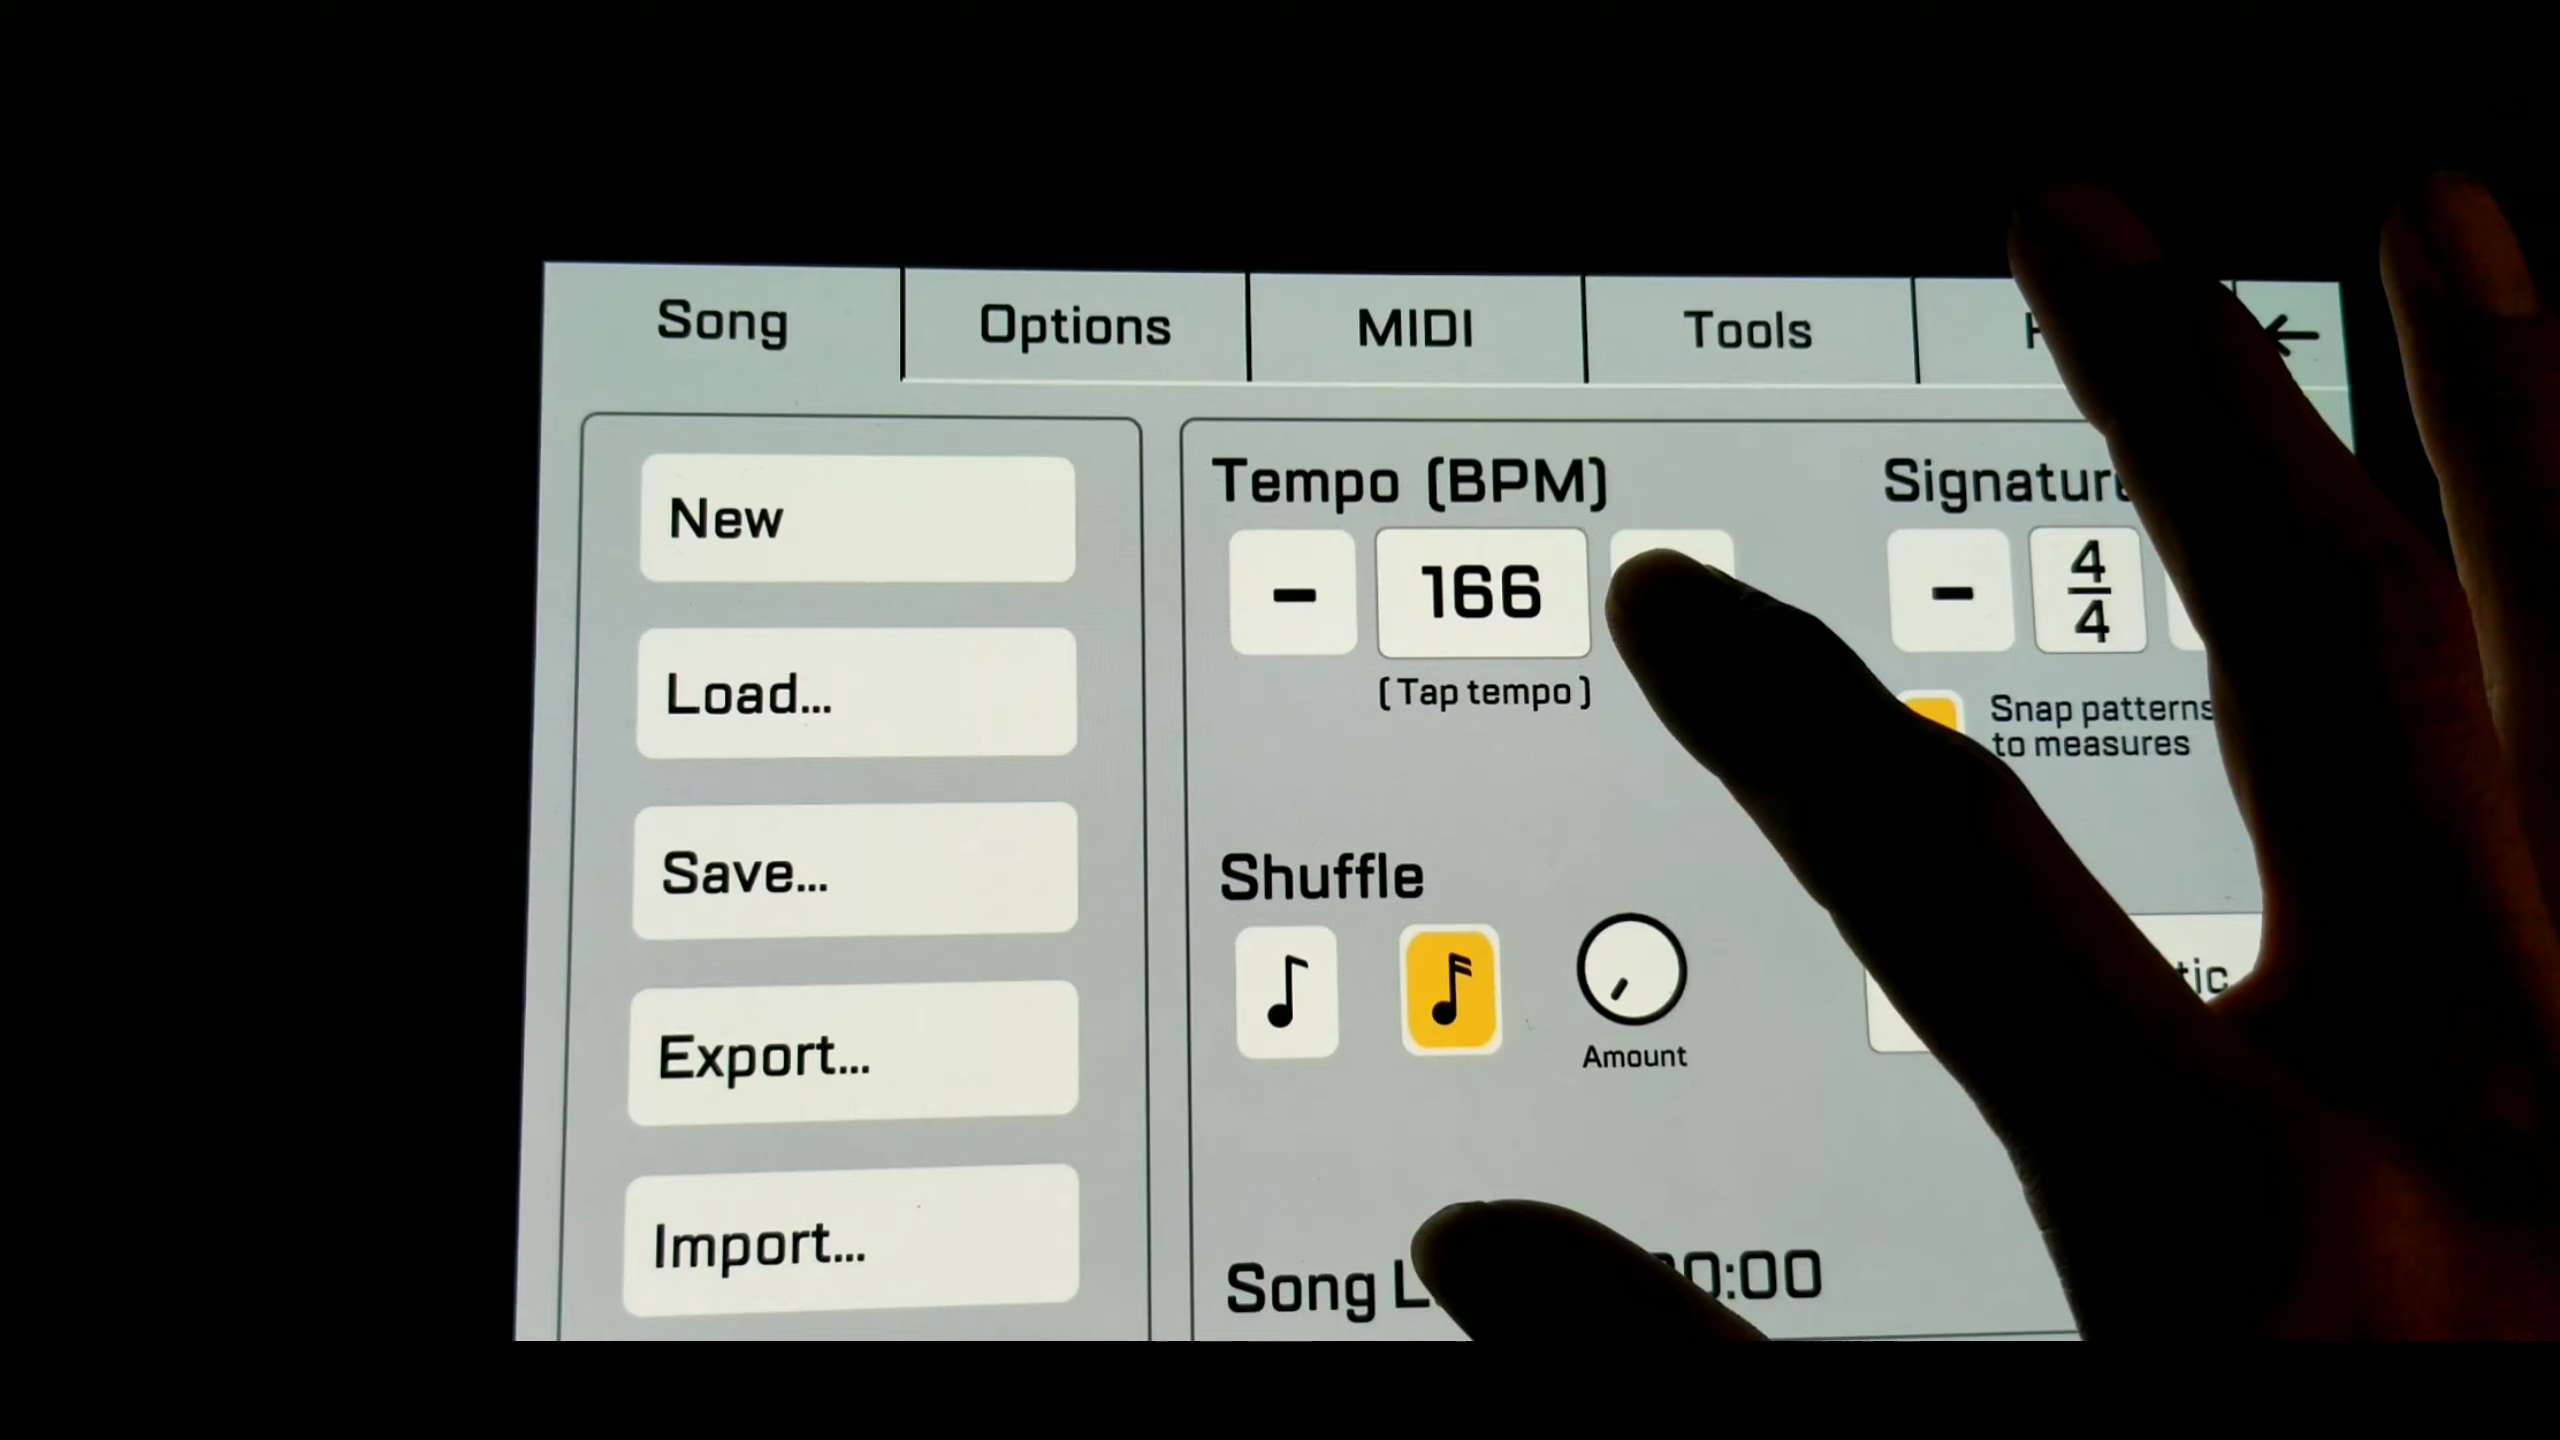 Song Options MIDI Tools
New
Load...
Save...
Export...
Import...
Tempo (BPM)
- 166
(Tap tempo)
- 4/4
Snap patterns
to measures
Shuffle
Amount
Song